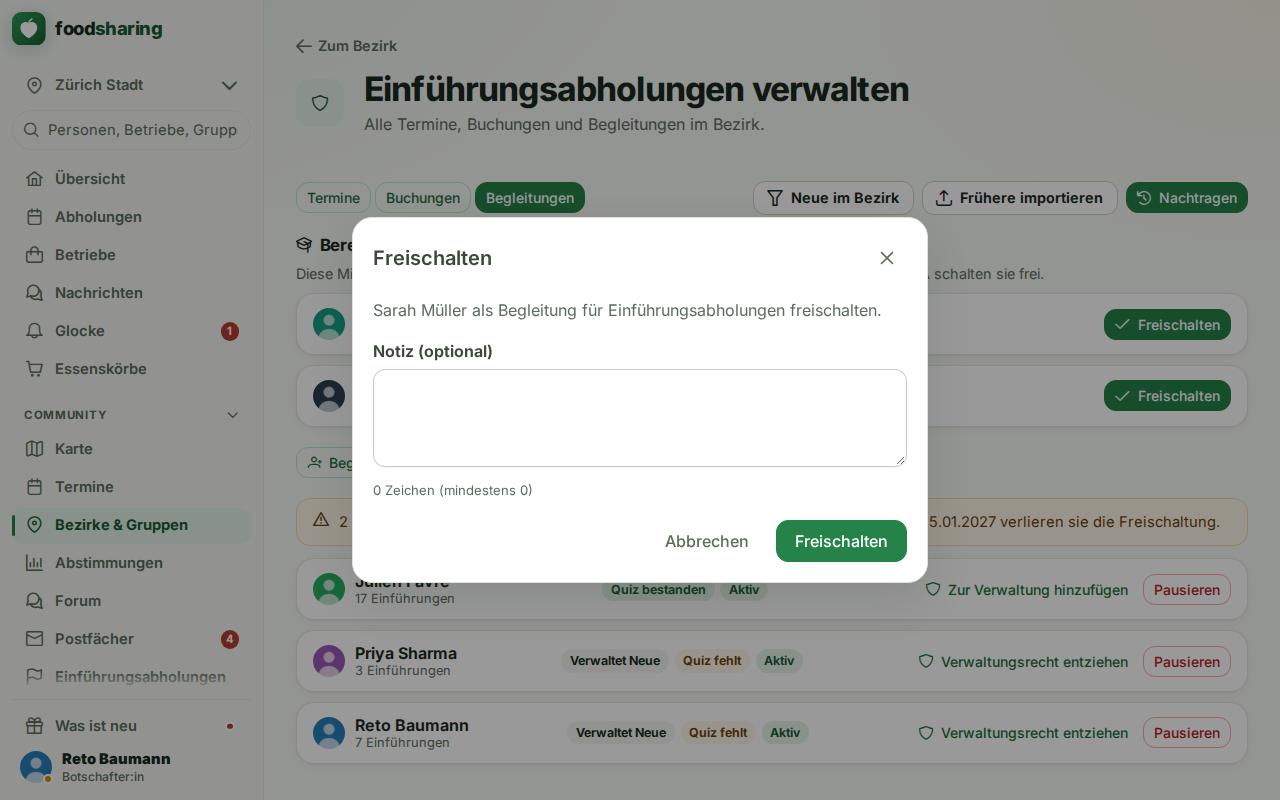 foodsharing
Zürich Stadt
Personen, Betriebe, Grupp
Übersicht
Abholungen
Betriebe
Nachrichten
Glocke
1
Essenskörbe
COMMUNITY
Karte
Termine
Bezirke & Gruppen
Abstimmungen
Forum
Postfächer
4
Einführungsabholungen
Was ist neu
Reto Baumann
Botschafter:in
Zum Bezirk
Einführungsabholungen verwalten
Alle Termine, Buchungen und Begleitungen im Bezirk.
Termine
Buchungen
Begleitungen
Neue im Bezirk
Frühere importieren
Nachtragen
Freischalten
Sarah Müller als Begleitung für Einführungsabholungen freischalten.
Notiz (optional)
0 Zeichen (mindestens 0)
Abbrechen
Freischalten
schalten sie frei.
Freischalten
Freischalten
2
5.01.2027 verlieren sie die Freischaltung.
Julien Favre
17 Einführungen
Quiz bestanden
Aktiv
Zur Verwaltung hinzufügen
Pausieren
Priya Sharma
3 Einführungen
Verwaltet Neue
Quiz fehlt
Aktiv
Verwaltungsrecht entziehen
Pausieren
Reto Baumann
7 Einführungen
Verwaltet Neue
Quiz fehlt
Aktiv
Verwaltungsrecht entziehen
Pausieren